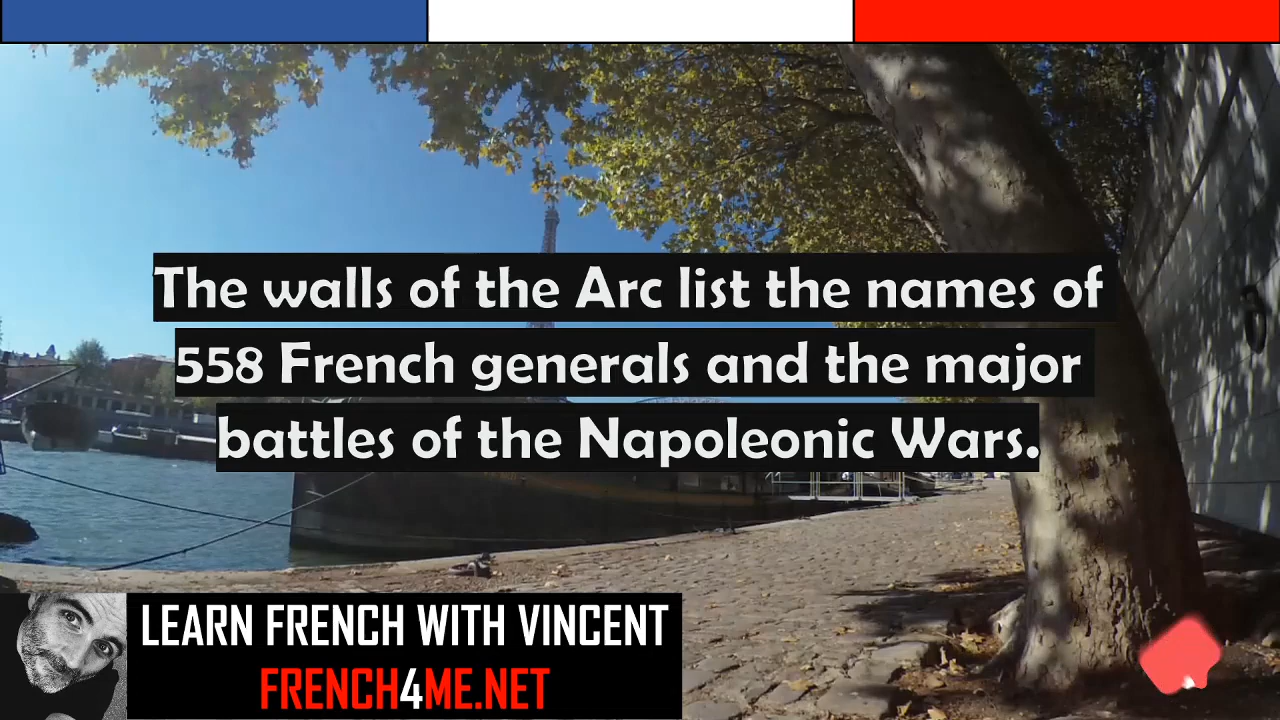 The walls of the Arc list the names of
558 French generals and the major
battles of the Napoleonic Wars.
LEARN FRENCH WITH VINCENT
FRENCH4ME.NET